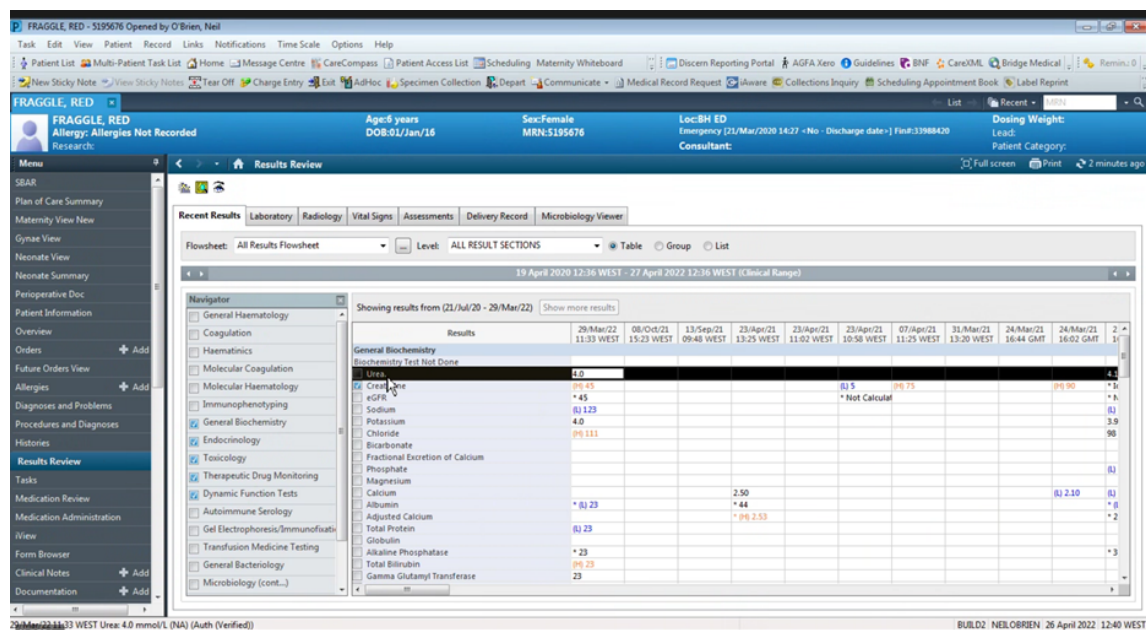 FRAGGLE, RED - 5195676 Opened by O'Brien, Neil
Task Edit View Patient Record Links Notifications Time Scale Options Help
Patient List Multi-Patient Task List Home Message Centre CareCompass Patient Access List Scheduling Maternity Whiteboard Discern Reporting Portal AGFA Xero Guidelines BNF CareXML Bridge Medical Remin.: 0
New Sticky Note View Sticky Notes Tear Off Charge Entry Exit AdHoc Specimen Collection Depart Communicate Medical Record Request iAware Collections Inquiry Scheduling Appointment Book Label Reprint
FRAGGLE, RED List Recent MRN
FRAGGLE, RED Age:6 years Sex:Female Loc:BH ED Dosing Weight:
Allergy: Allergies Not Recorded DOB:01/Jan/16 MRN:5195676 Emergency [21/Mar/2020 14:27 <No - Discharge date>] Fin#:33988420 Lead:
Research: Consultant: Patient Category:
Menu Results Review Full screen Print 2 minutes ago
SBAR
Plan of Care Summary
Maternity View New
Gynae View
Neonate View
Neonate Summary
Perioperative Doc
Patient Information
Overview
Orders Add
Future Orders View
Allergies Add
Diagnoses and Problems
Procedures and Diagnoses
Histories
Results Review
Tasks
Medication Review
Medication Administration
iView
Form Browser
Clinical Notes Add
Documentation Add
Recent Results Laboratory Radiology Vital Signs Assessments Delivery Record Microbiology Viewer
Flowsheet: All Results Flowsheet ... Level: ALL RESULT SECTIONS Table Group List
19 April 2020 12:36 WEST - 27 April 2022 12:36 WEST (Clinical Range)
Navigator
General Haematology
Coagulation
Haematinics
Molecular Coagulation
Molecular Haematology
Immunophenotyping
General Biochemistry
Endocrinology
Toxicology
Therapeutic Drug Monitoring
Dynamic Function Tests
Autoimmune Serology
Gel Electrophoresis/Immunofixati
Transfusion Medicine Testing
General Bacteriology
Microbiology (cont...)
Showing results from (21/Jul/20 - 29/Mar/22) Show more results
Results 29/Mar/22 08/Oct/21 13/Sep/21 23/Apr/21 23/Apr/21 23/Apr/21 07/Apr/21 31/Mar/21 24/Mar/21 24/Mar/21 2
11:33 WEST 15:23 WEST 09:48 WEST 13:25 WEST 11:02 WEST 10:58 WEST 11:25 WEST 13:20 WEST 16:44 GMT 16:02 GMT 1
General Biochemistry
Biochemistry Test Not Done
Urea. 4.0 4.1
Creat ne (H) 45 (L) 5 (H) 75 (H) 90
eGFR * 45 * Not Calculat
Sodium (L) 123 (L)
Potassium 4.0 3.9
Chloride (H) 111 98
Bicarbonate
Fractional Excretion of Calcium
Phosphate (L)
Magnesium
Calcium 2.50 (L) 2.10 (L)
Albumin * (L) 23 * 44
Adjusted Calcium * (H) 2.53 * 2
Total Protein (L) 23
Globulin
Alkaline Phosphatase * 23 * 3
Total Bilirubin (H) 23
Gamma Glutamyl Transferase 23
29/Mar/22 11:33 WEST Urea: 4.0 mmol/L (NA) (Auth (Verified)) BUILD2 NEILOBRIEN 26 April 2022 12:40 WEST